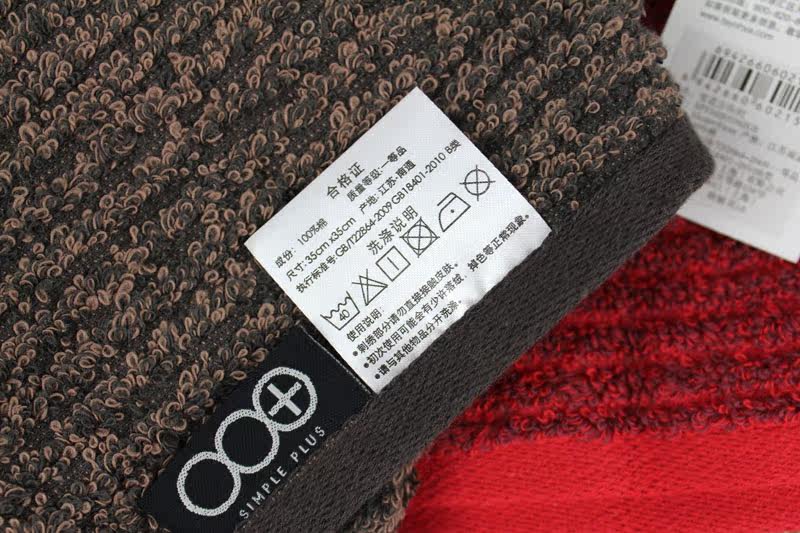 合格证
质量等级:一等品
成份:100%棉
产地:江苏·南通
尺寸:35cm x35cm
执行标准号:GB/T22864-2009 GB18401-2010 B类
洗涤说明
40
使用说明:
●刺绣部分请勿直接接触皮肤。
●初次使用可能会有少许落绒、掉色等正常现象。
●请与其他物品分开洗涤。
SIMPLE PLUS